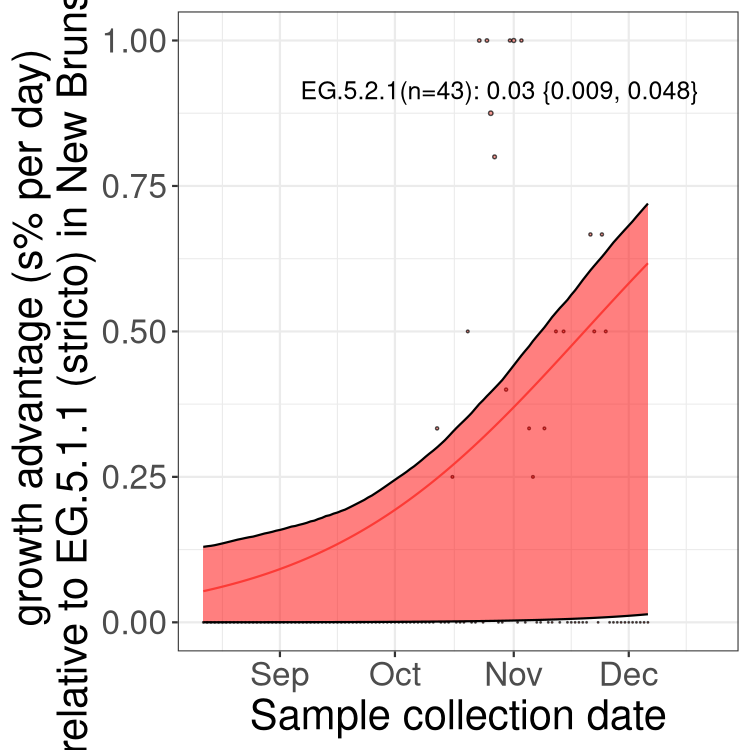 growth advantage (s% per day)
relative to EG.5.1.1 (stricto) in New Bruns
1.00
0.75
0.50
0.25
0.00
EG.5.2.1(n=43): 0.03 {0.009, 0.048}
Sep Oct Nov Dec
Sample collection date